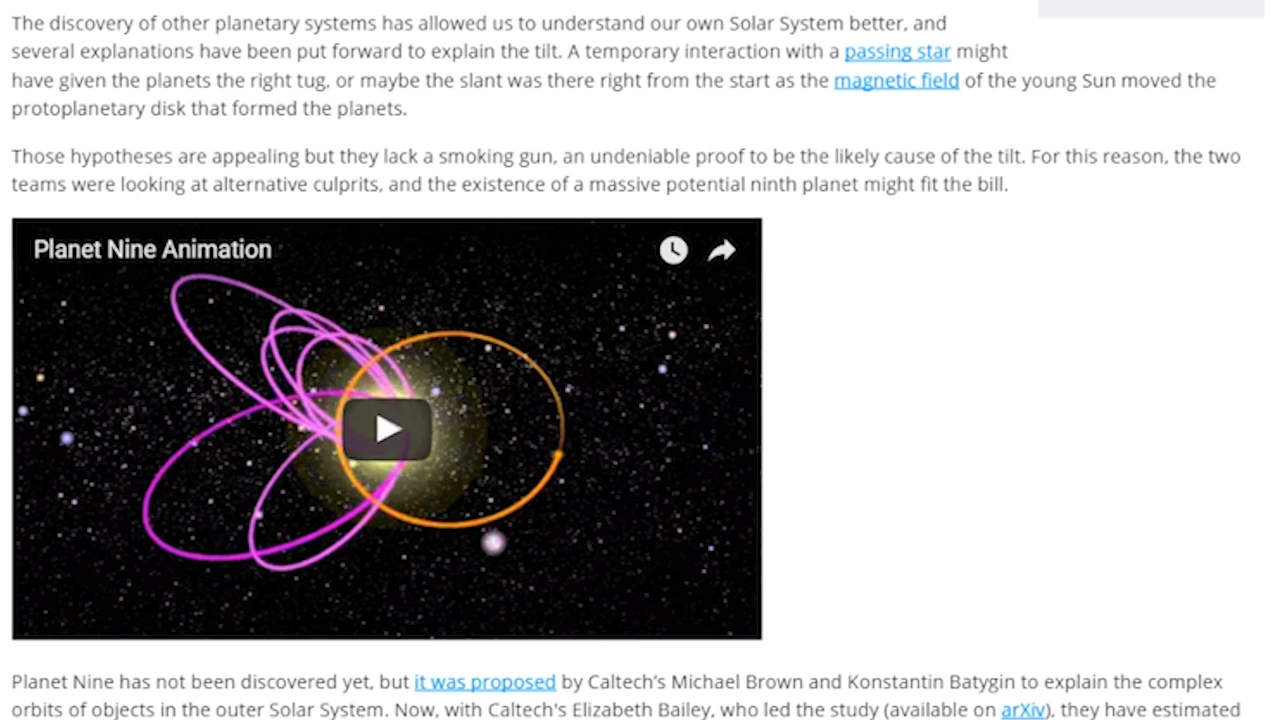 The discovery of other planetary systems has allowed us to understand our own Solar System better, and
several explanations have been put forward to explain the tilt. A temporary interaction with a passing star might
have given the planets the right tug, or maybe the slant was there right from the start as the magnetic field of the young Sun moved the
protoplanetary disk that formed the planets.
Those hypotheses are appealing but they lack a smoking gun, an undeniable proof to be the likely cause of the tilt. For this reason, the two
teams were looking at alternative culprits, and the existence of a massive potential ninth planet might fit the bill.
Planet Nine Animation
Planet Nine has not been discovered yet, but it was proposed by Caltech’s Michael Brown and Konstantin Batygin to explain the complex
orbits of objects in the outer Solar System. Now, with Caltech's Elizabeth Bailey, who led the study (available on arXiv), they have estimated